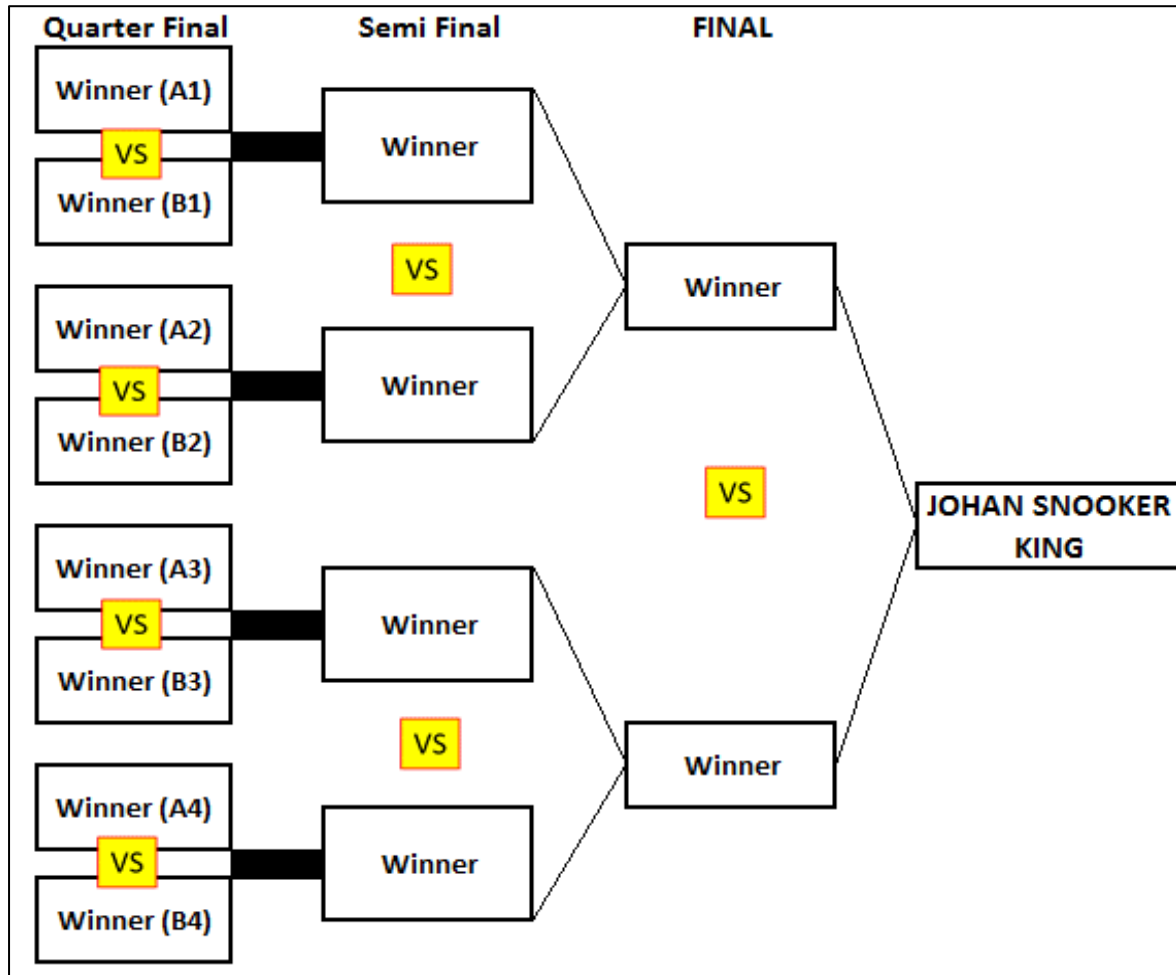 Quarter Final
Semi Final
FINAL
Winner (A1)
VS
Winner (B1)
Winner
VS
Winner (A2)
VS
Winner (B2)
Winner
Winner
VS
JOHAN SNOOKER
KING
Winner (A3)
VS
Winner (B3)
Winner
VS
Winner
Winner (A4)
VS
Winner (B4)
Winner